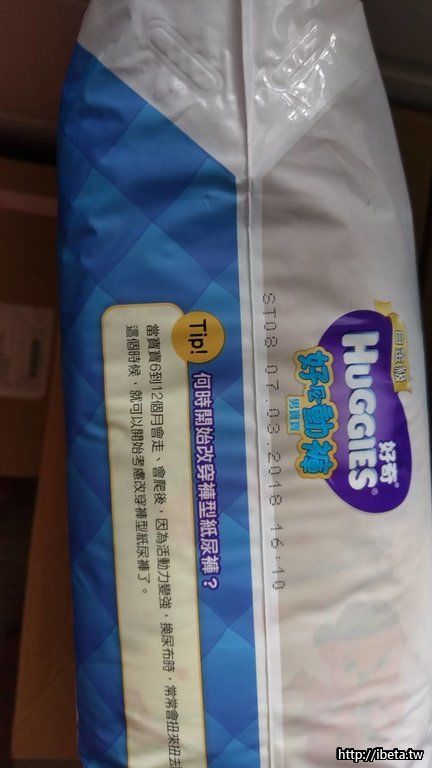 白金級
HUGGIES®
好奇
好動褲
男寶寶
ST08 07.03.2018 16:40
Tip!
何時開始改穿褲型紙尿褲？
當寶寶6到12個月會走、會爬後，因為活動力變強，換尿布時，常常會扭來扭去
這個時候，就可以開始考慮改穿褲型紙尿褲了。
http://ibeta.tw